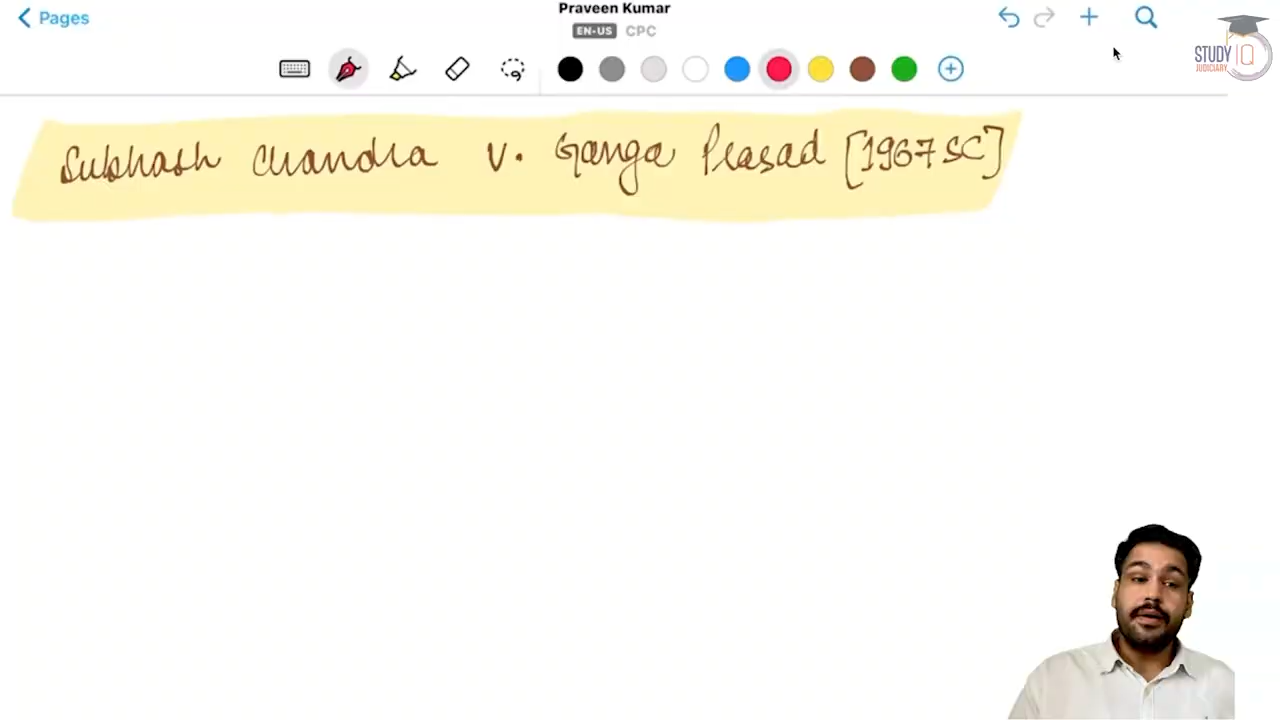 Pages
Praveen Kumar
EN-US CPC
STUDY IQ
JUDICIARY
Subhash Chandra v. Ganga Prasad [1967 SC]